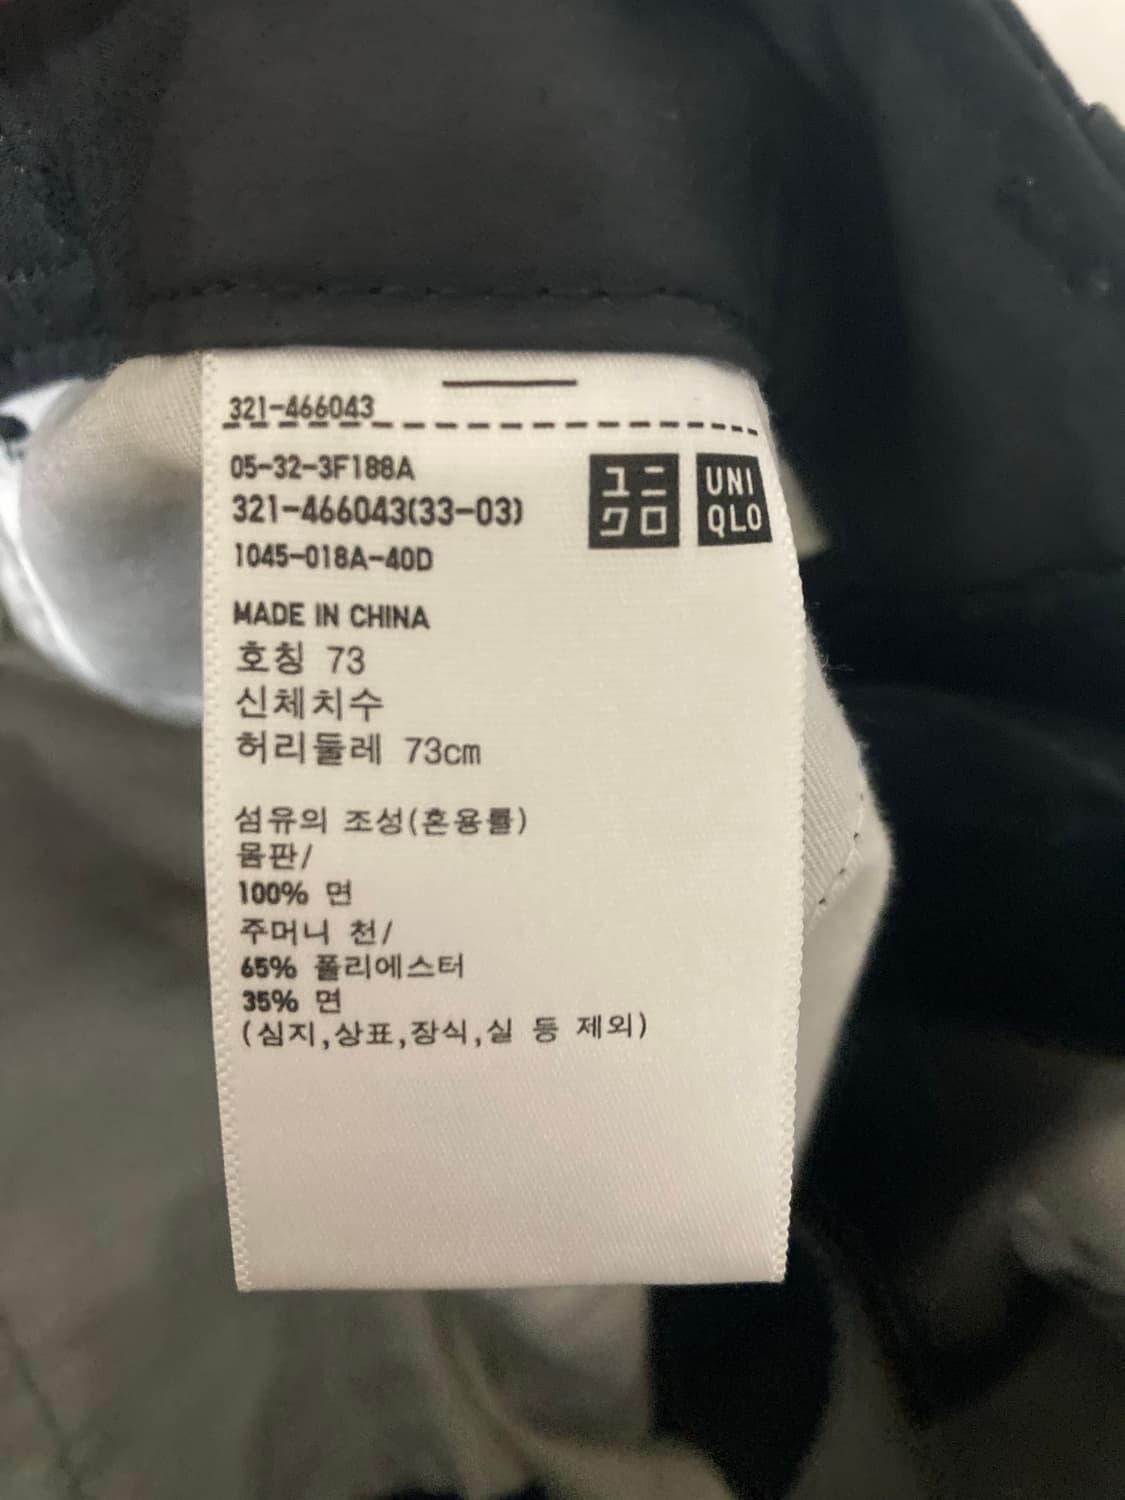 321-466043
05-32-3F188A
321-466043(33-03)
1045-018A-40D
ユニ
クロ
UNI
QLO
MADE IN CHINA
호칭 73
신체치수
허리둘레 73cm
섬유의 조성(혼용률)
몸판/
100% 면
주머니 천/
65% 폴리에스터
35% 면
(심지,상표,장식,실 등 제외)